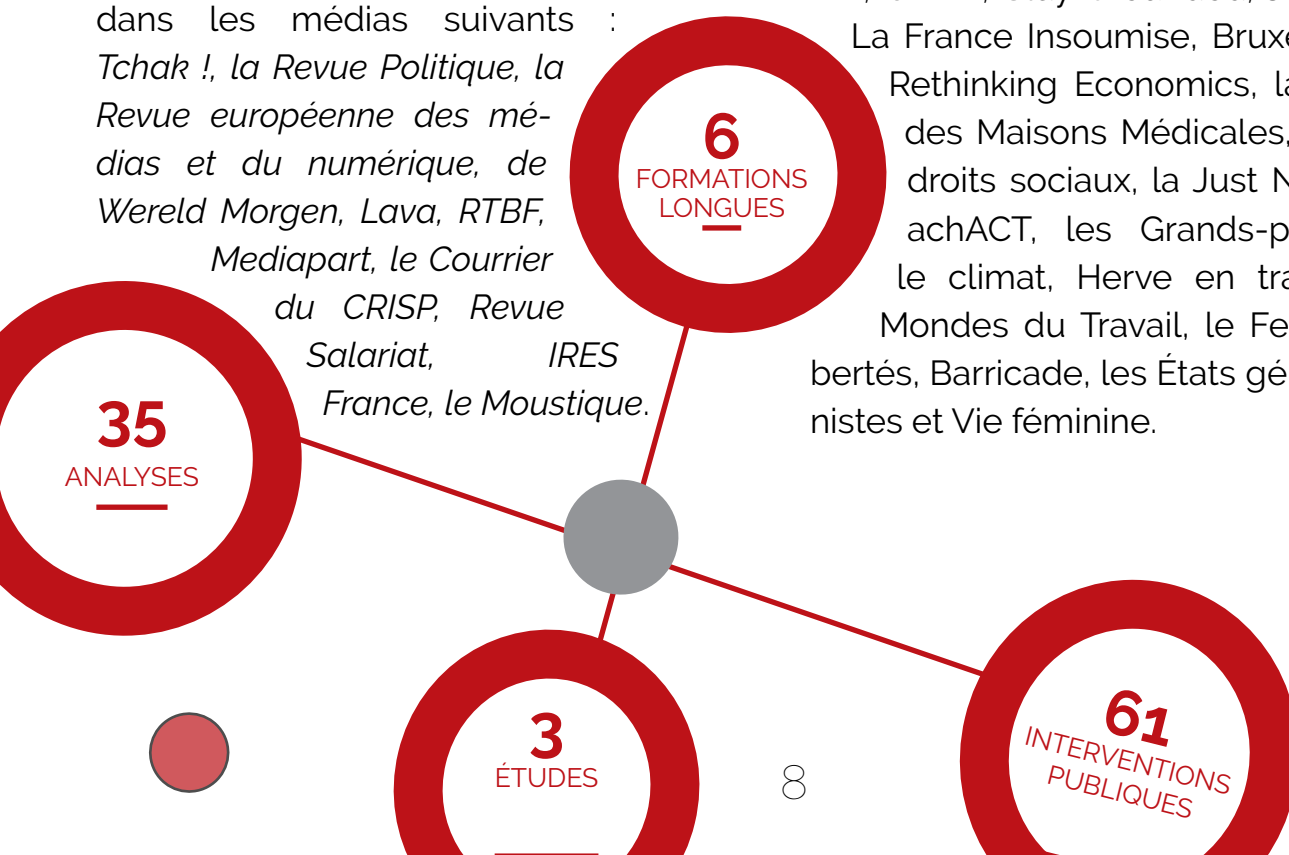 dans les médias suivants :
Tchak !, la Revue Politique, la
Revue européenne des mé-
dias et du numérique, de
Wereld Morgen, Lava, RTBF,
Mediapart, le Courrier
du CRISP, Revue
Salariat, IRES
France, le Moustique.
La France Insoumise,
Rethinking Economics,
des Maisons Médicales,
droits sociaux, la Just
achACT, les
le climat, Herve en
Mondes du Travail, le
bertés, Barricade, les États
nistes et Vie féminine.
6
FORMATIONS
LONGUES
35
ANALYSES
3
ÉTUDES
61
INTERVENTIONS
PUBLIQUES
8